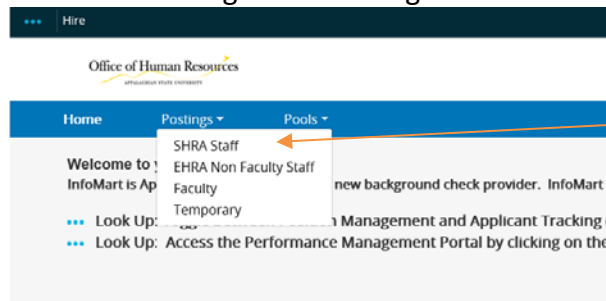 Hire
Office of Human Resources
APPALACHIAN STATE UNIVERSITY
Home Postings Pools
SHRA Staff
EHRA Non Faculty Staff
Faculty
Temporary
Welcome to
InfoMart is Ap new background check provider. InfoMart
Look Up: Management and Applicant Tracking
Look Up: Access the Performance Management Portal by clicking on the